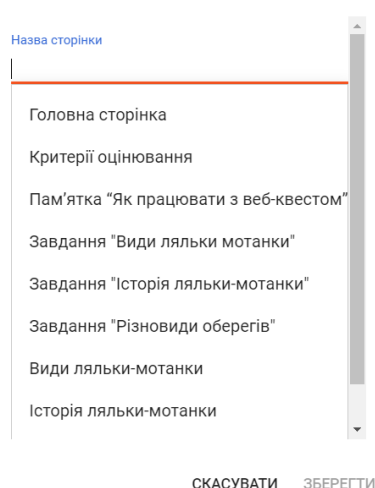 Назва сторінки
Головна сторінка
Критерії оцінювання
Пам’ятка “Як працювати з веб-квестом”
Завдання "Види ляльки мотанки"
Завдання "Історія ляльки-мотанки"
Завдання "Різновиди оберегів"
Види ляльки-мотанки
Історія ляльки-мотанки
СКАСУВАТИ ЗБЕРЕГТИ